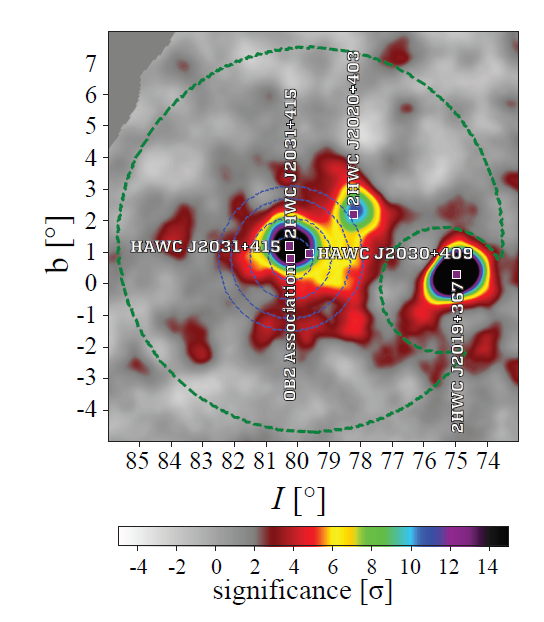 7
6
5
4
3
2
1
0
-1
-2
-3
-4
b [°]
2HWC J2031+415
2HWC J2020+403
HAWC J2031+415
HAWC J2030+409
OB2 Association
2HWC J2019+367
85 84 83 82 81 80 79 78 77 76 75 74
l [°]
-4 -2 0 2 4 6 8 10 12 14
significance [σ]